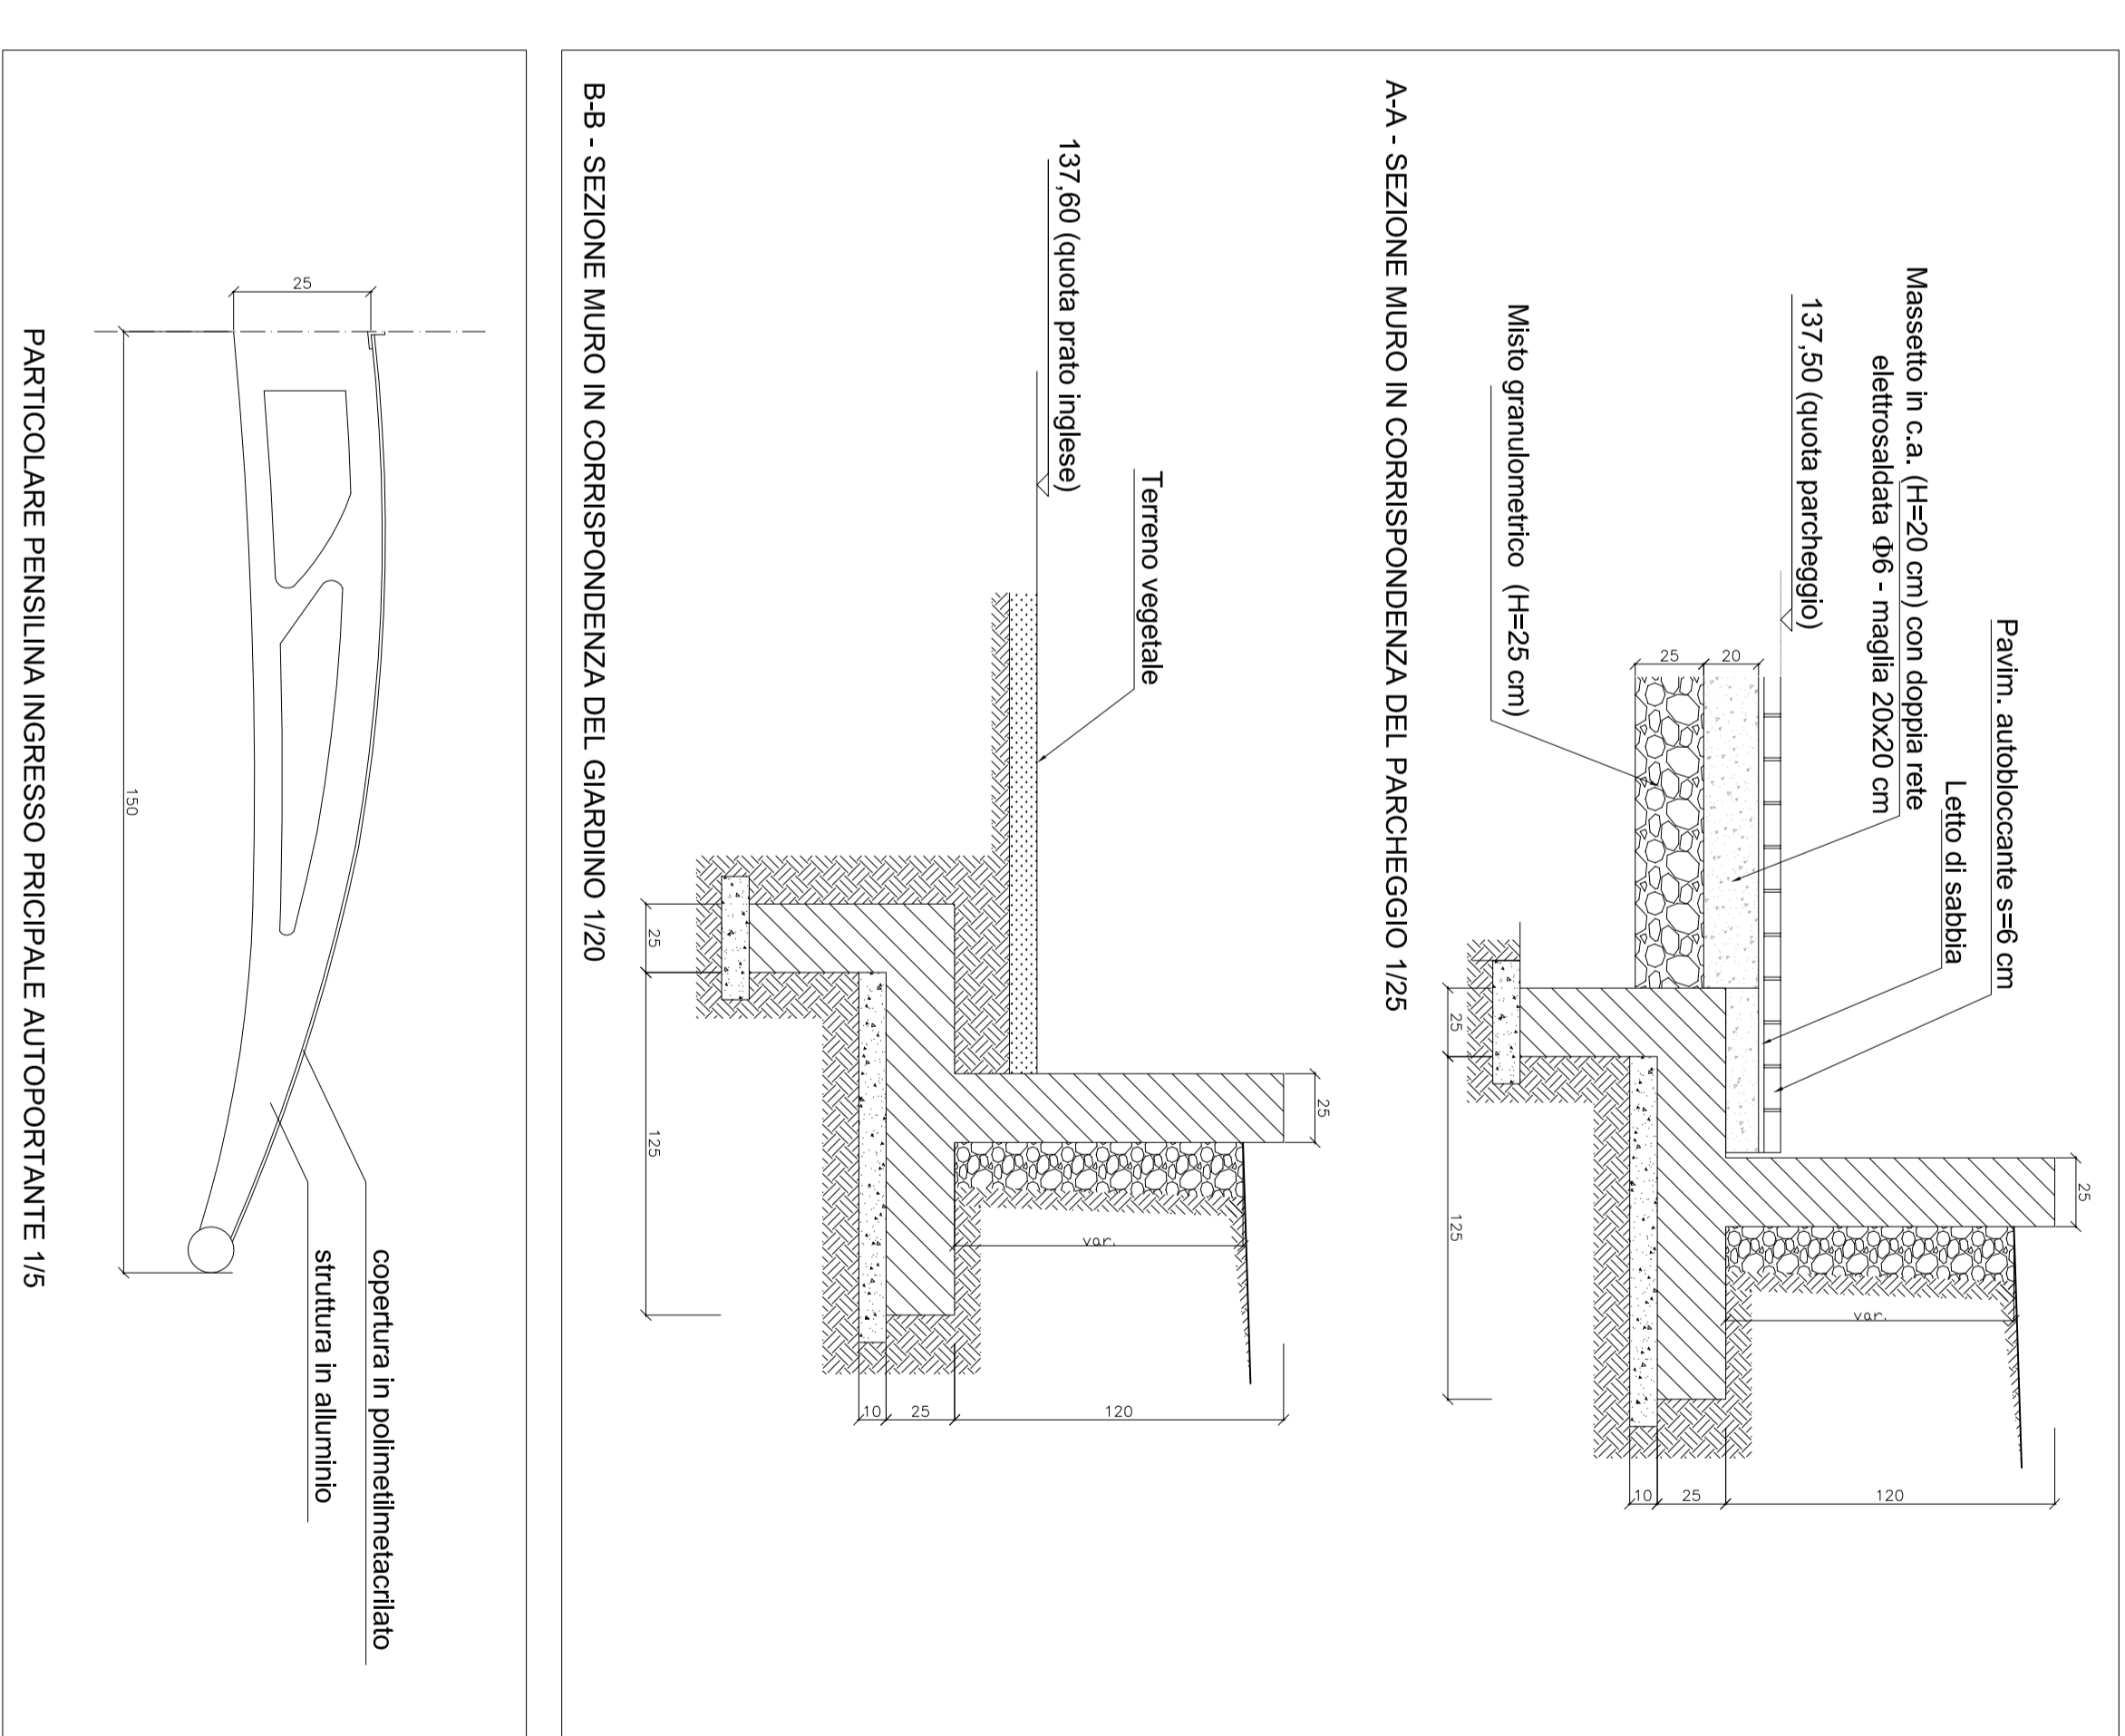 Pavim. autobloccante s=6 cm
Letto di sabbia
Massetto in c.a. (H=20 cm) con doppia rete
elettrosaldata Φ6 - maglia 20x20 cm
137,50 (quota parcheggio)
Misto granulometrico (H=25 cm)
25
20
25
25
125
var.
10
25
120
A-A - SEZIONE MURO IN CORRISPONDENZA DEL PARCHEGGIO 1/25
Terreno vegetale
137,60 (quota prato inglese)
25
25
125
var.
10
25
120
B-B - SEZIONE MURO IN CORRISPONDENZA DEL GIARDINO 1/20
25
150
copertura in polimetilmetacrilato
struttura in alluminio
PARTICOLARE PENSILINA INGRESSO PRICIPALE AUTOPORTANTE 1/5